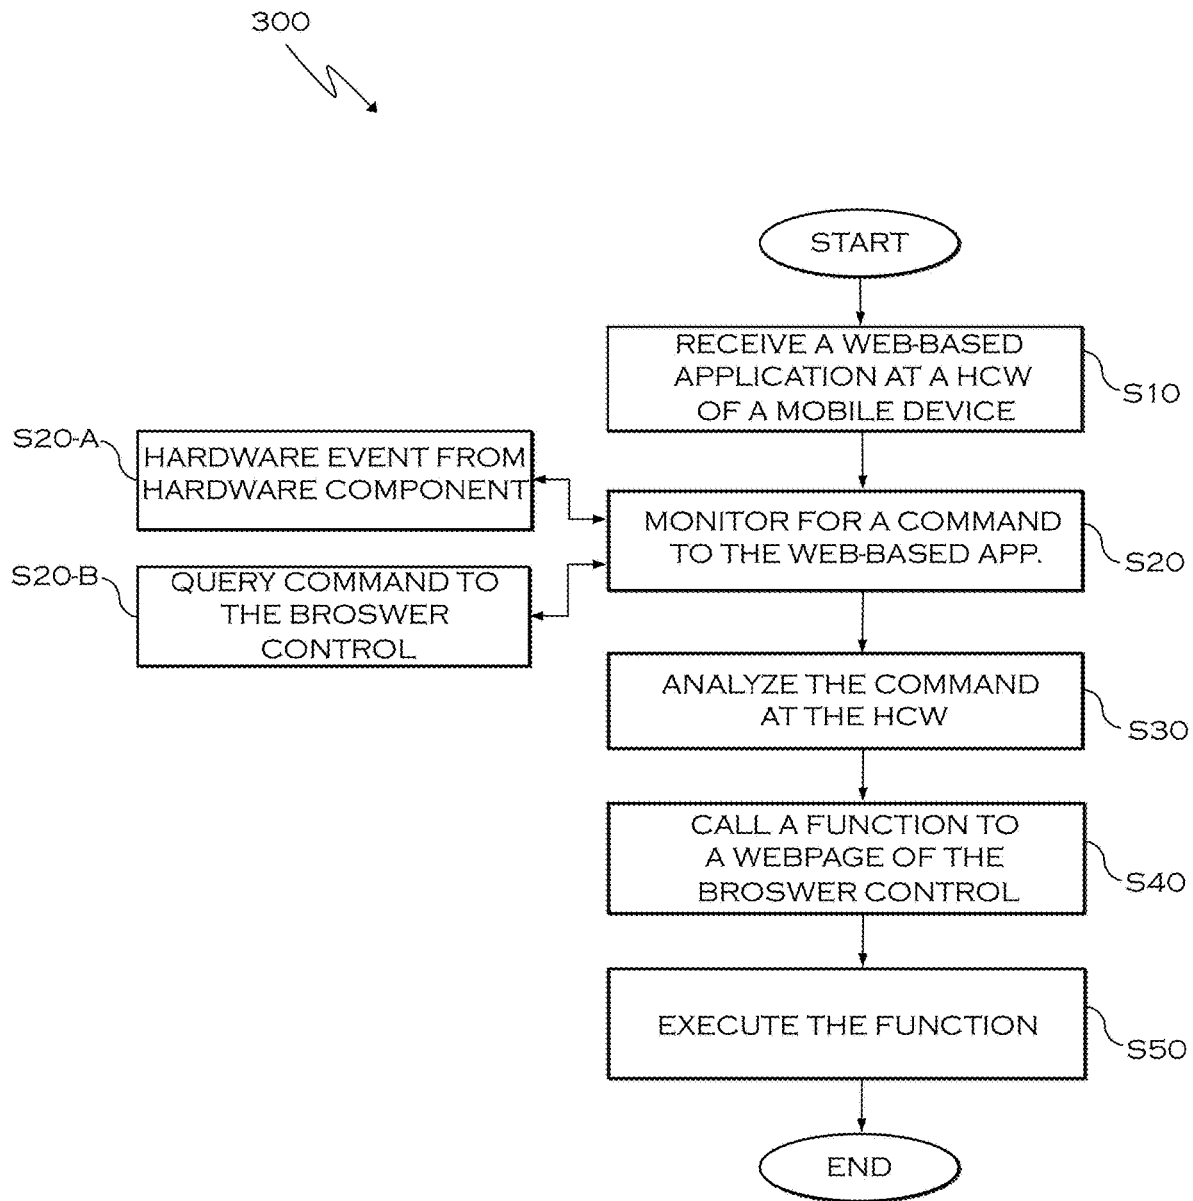 300
START
RECEIVE A WEB-BASED
APPLICATION AT A HCW
OF A MOBILE DEVICE
S10
S20-A
HARDWARE EVENT FROM
HARDWARE COMPONENT
MONITOR FOR A COMMAND
TO THE WEB-BASED APP.
S20
S20-B
QUERY COMMAND TO
THE BROSWER
CONTROL
ANALYZE THE COMMAND
AT THE HCW
S30
CALL A FUNCTION TO
A WEBPAGE OF THE
BROSWER CONTROL
S40
EXECUTE THE FUNCTION
S50
END